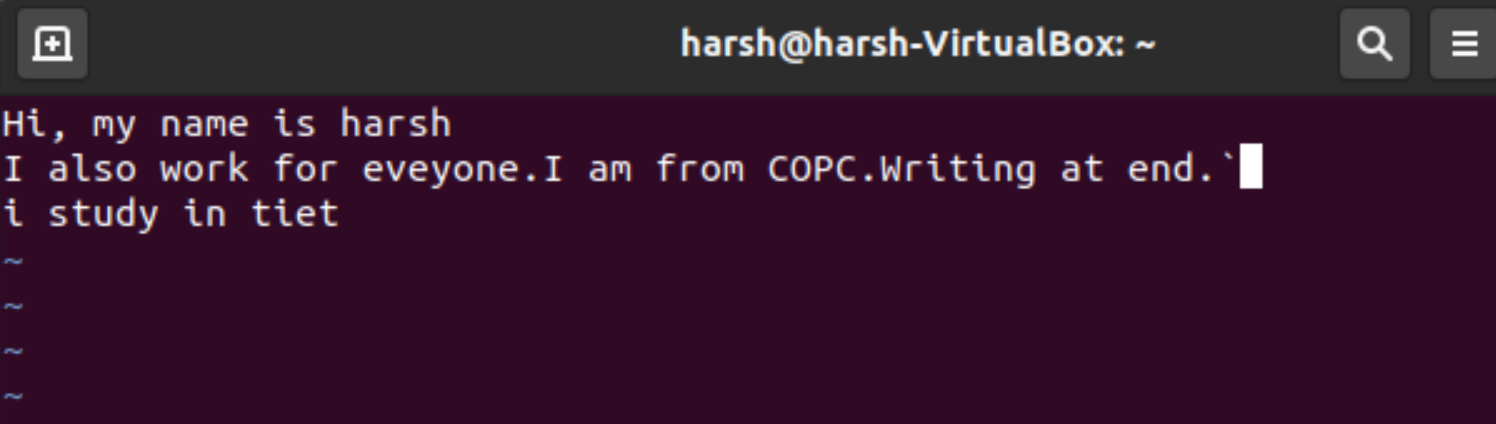 harsh@harsh-VirtualBox: ~
Hi, my name is harsh
I also work for eveyone.I am from COPC.Writing at end.`
i study in tiet
~
~
~
~